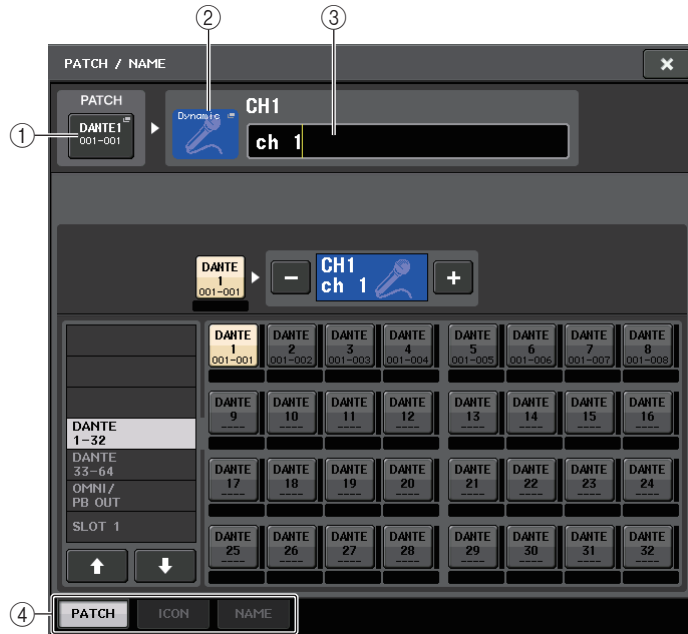 ② ③
PATCH / NAME ×
PATCH
① DANTE1
001-001
Dynamic
CH1
ch 1
DANTE
1
001-001
−
CH1
ch 1
+
DANTE
1-32
DANTE
33-64
OMNI/
PB OUT
SLOT 1
DANTE DANTE DANTE DANTE DANTE DANTE DANTE DANTE
1 2 3 4 5 6 7 8
001-001 001-002 001-003 001-004 001-005 001-006 001-007 001-008
DANTE DANTE DANTE DANTE DANTE DANTE DANTE DANTE
9 10 11 12 13 14 15 16
---- ---- ---- ---- ---- ---- ---- ----
DANTE DANTE DANTE DANTE DANTE DANTE DANTE DANTE
17 18 19 20 21 22 23 24
---- ---- ---- ---- ---- ---- ---- ----
DANTE DANTE DANTE DANTE DANTE DANTE DANTE DANTE
25 26 27 28 29 30 31 32
---- ---- ---- ---- ---- ---- ---- ----
④ PATCH ICON NAME